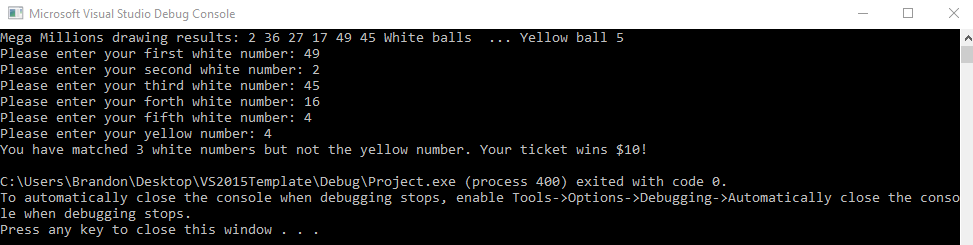 Microsoft Visual Studio Debug Console
Mega Millions drawing results: 2 36 27 17 49 45 White balls  ... Yellow ball 5
Please enter your first white number: 49
Please enter your second white number: 2
Please enter your third white number: 45
Please enter your forth white number: 16
Please enter your fifth white number: 4
Please enter your yellow number: 4
You have matched 3 white numbers but not the yellow number. Your ticket wins $10!
C:\Users\Brandon\Desktop\VS2015Template\Debug\Project.exe (process 400) exited with code 0.
To automatically close the console when debugging stops, enable Tools->Options->Debugging->Automatically close the conso
le when debugging stops.
Press any key to close this window . . .